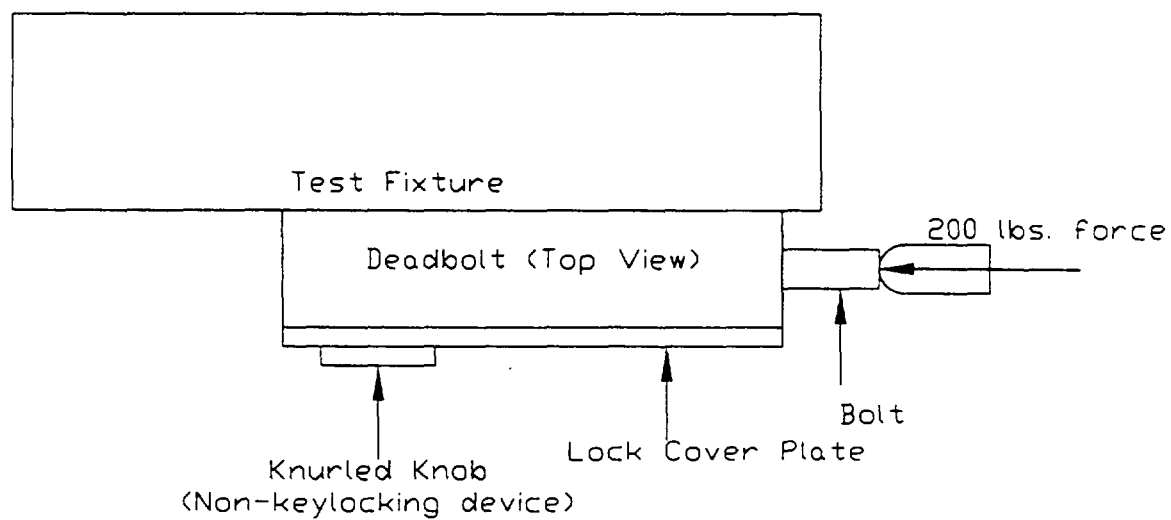 Test Fixture
200 lbs. force
Deadbolt (Top View)
Bolt
Lock Cover Plate
Knurled Knob
(Non-keylocking device)